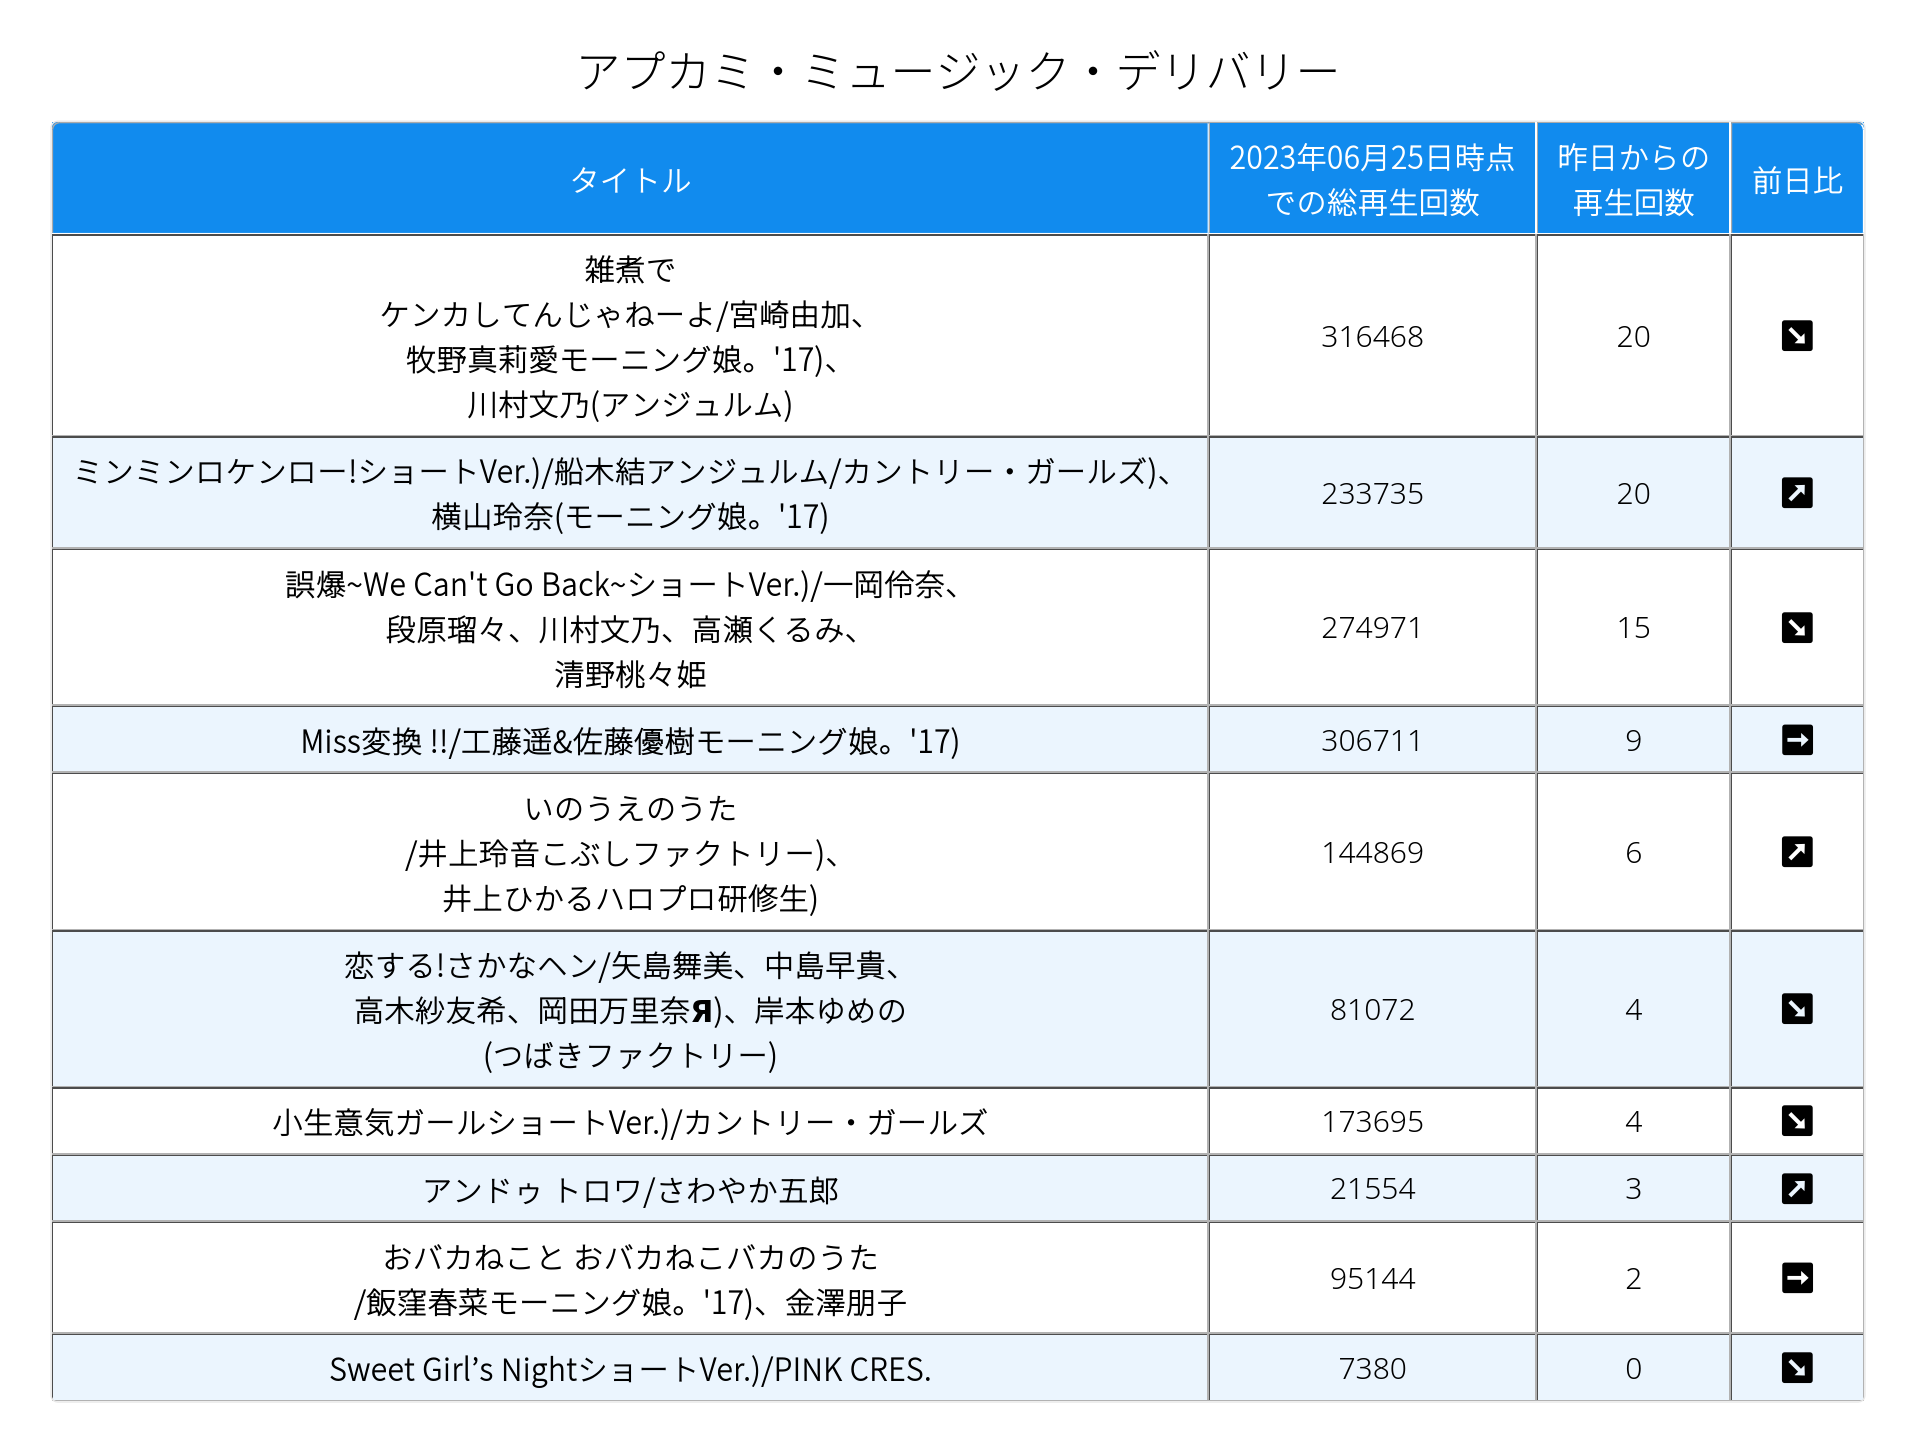 アプカミ・ミュージック・デリバリー
タイトル
2023年06月25日時点
での総再生回数
昨日からの
再生回数
前日比
雑煮で
ケンカしてんじゃねーよ/宮崎由加、
牧野真莉愛モーニング娘。'17)、
川村文乃(アンジュルム)
316468
20
↘
ミンミンロケンロー!ショートVer.)/船木結アンジュルム/カントリー・ガールズ)、
横山玲奈(モーニング娘。'17)
233735
20
↗
誤爆~We Can't Go Back~ショートVer.)/一岡伶奈、
段原瑠々、川村文乃、高瀬くるみ、
清野桃々姫
274971
15
↘
Miss変換 !!/工藤遥&佐藤優樹モーニング娘。'17)
306711
9
→
いのうえのうた
/井上玲音こぶしファクトリー)、
井上ひかるハロプロ研修生)
144869
6
↗
恋する!さかなヘン/矢島舞美、中島早貴、
高木紗友希、岡田万里奈Я)、岸本ゆめの
(つばきファクトリー)
81072
4
↘
小生意気ガールショートVer.)/カントリー・ガールズ
173695
4
↘
アンドゥ トロワ/さわやか五郎
21554
3
↗
おバカねこと おバカねこバカのうた
/飯窪春菜モーニング娘。'17)、金澤朋子
95144
2
→
Sweet Girl’s NightショートVer.)/PINK CRES.
7380
0
↘